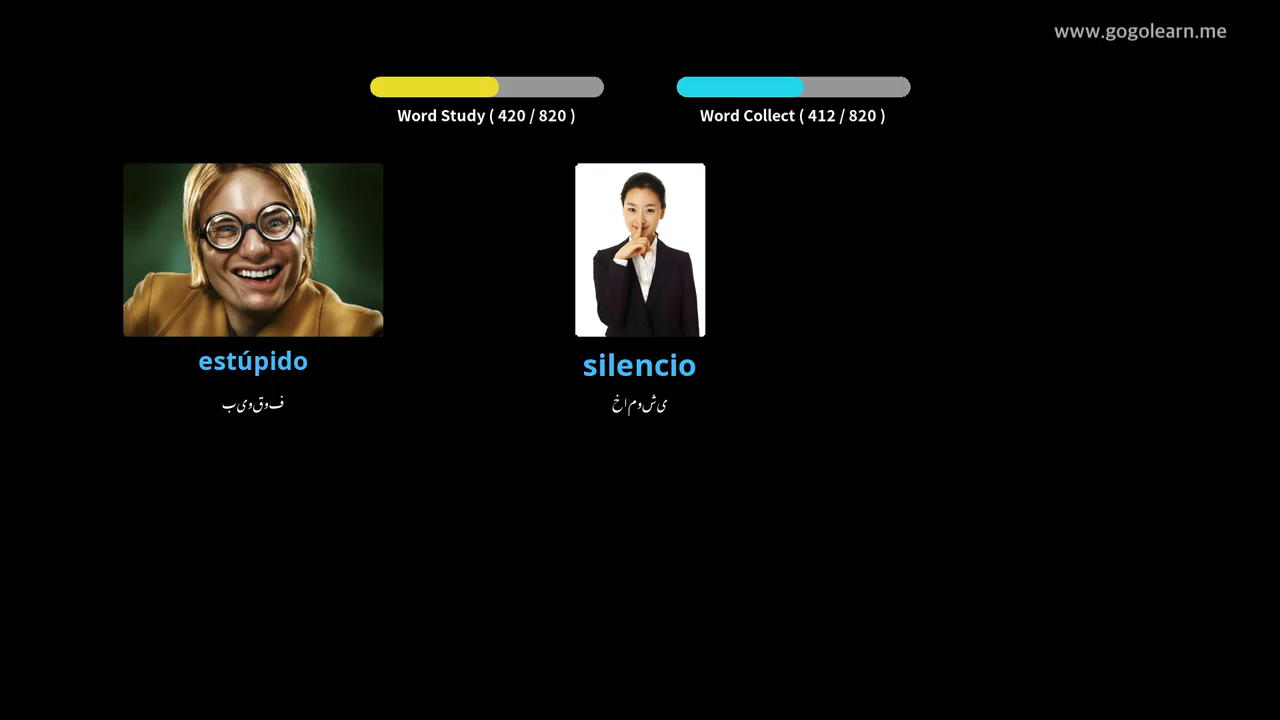 www.gogolearn.me
Word Study ( 420 / 820 )
Word Collect ( 412 / 820 )
estúpido
بیوقوف
silencio
خاموشی